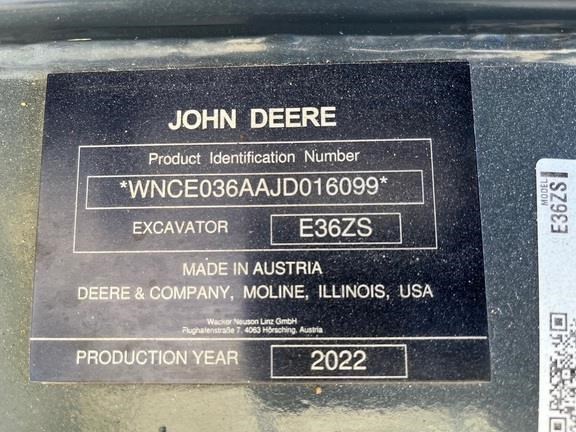 JOHN DEERE
Product Identification Number
*WNCE036AAJD016099*
EXCAVATOR E36ZS
MADE IN AUSTRIA
DEERE & COMPANY, MOLINE, ILLINOIS, USA
Wacker Neuson Linz GmbH
Flughafenstraße 7, 4063 Hörsching, Austria
PRODUCTION YEAR 2022
MODEL
E36ZS